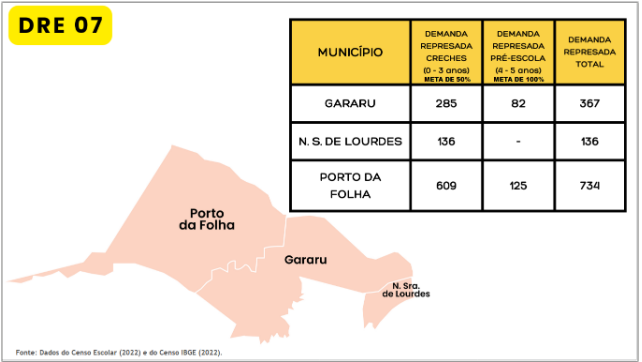 DRE 07
MUNICÍPIO
DEMANDA
REPRESADA
CRECHES
(0 - 3 anos)
META DE 50%
DEMANDA
REPRESADA
PRÉ-ESCOLA
(4 - 5 anos)
META DE 100%
DEMANDA
REPRESADA
TOTAL
GARARU 285 82 367
N. S. DE LOURDES 136 - 136
PORTO DA
FOLHA 609 125 734
Porto
da Folha
Gararu
N. Sra.
de Lourdes
Fonte: Dados do Censo Escolar (2022) e do Censo IBGE (2022).